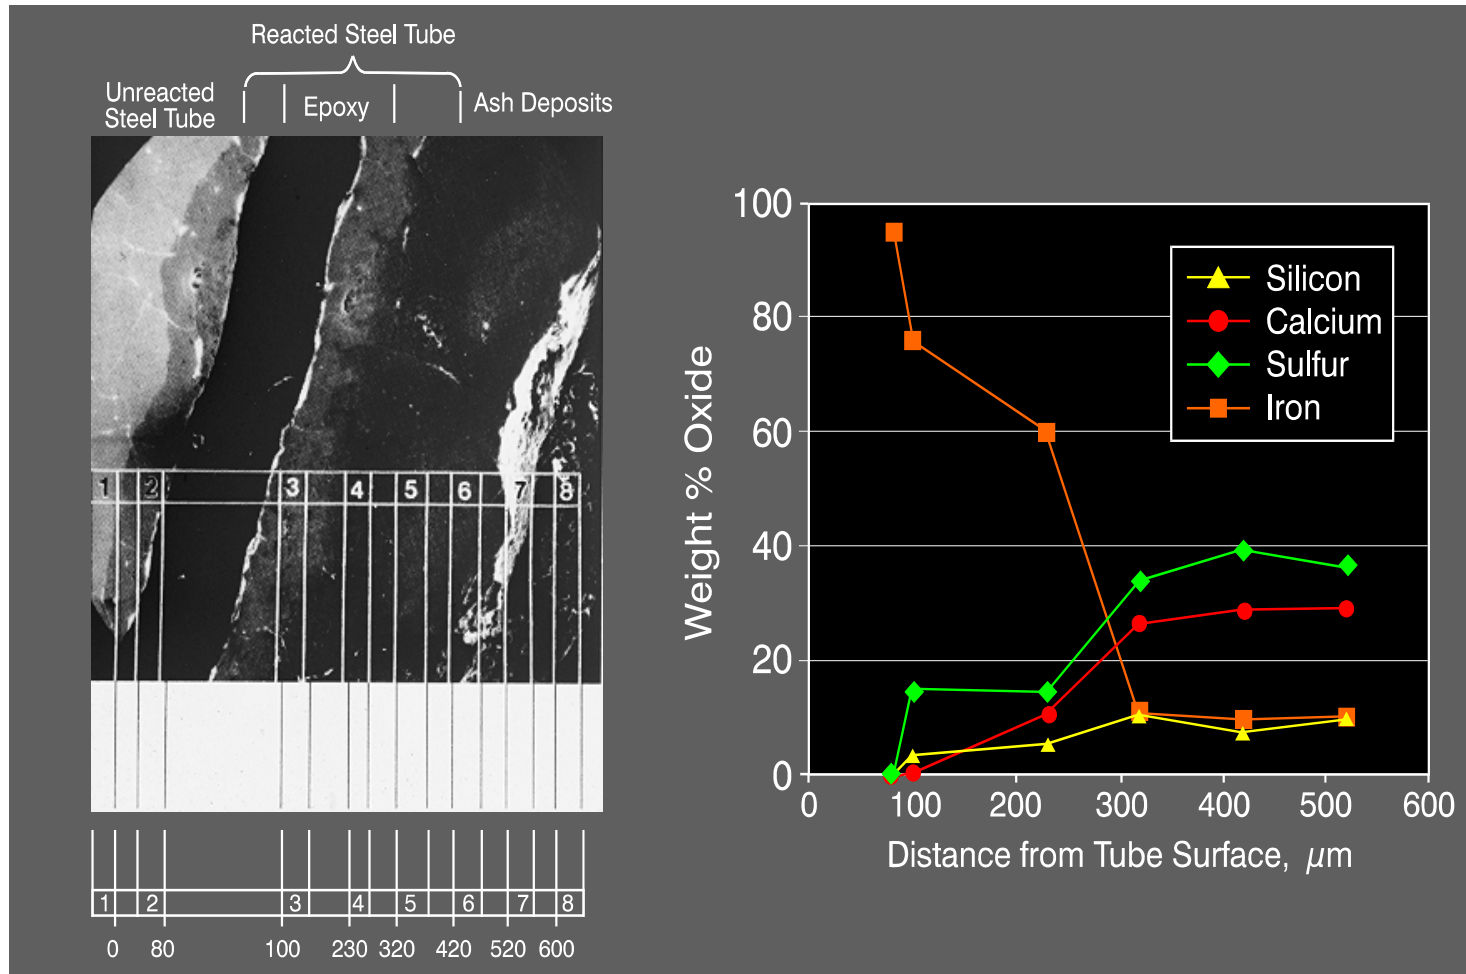 Reacted Steel Tube
Unreacted
Steel Tube
Epoxy
Ash Deposits
1 2 3 4 5 6 7 8
1 2 3 4 5 6 7 8
0 80 100 230 320 420 520 600
100
80
60
40
20
0
Weight % Oxide
Silicon
Calcium
Sulfur
Iron
0 100 200 300 400 500 600
Distance from Tube Surface, μm